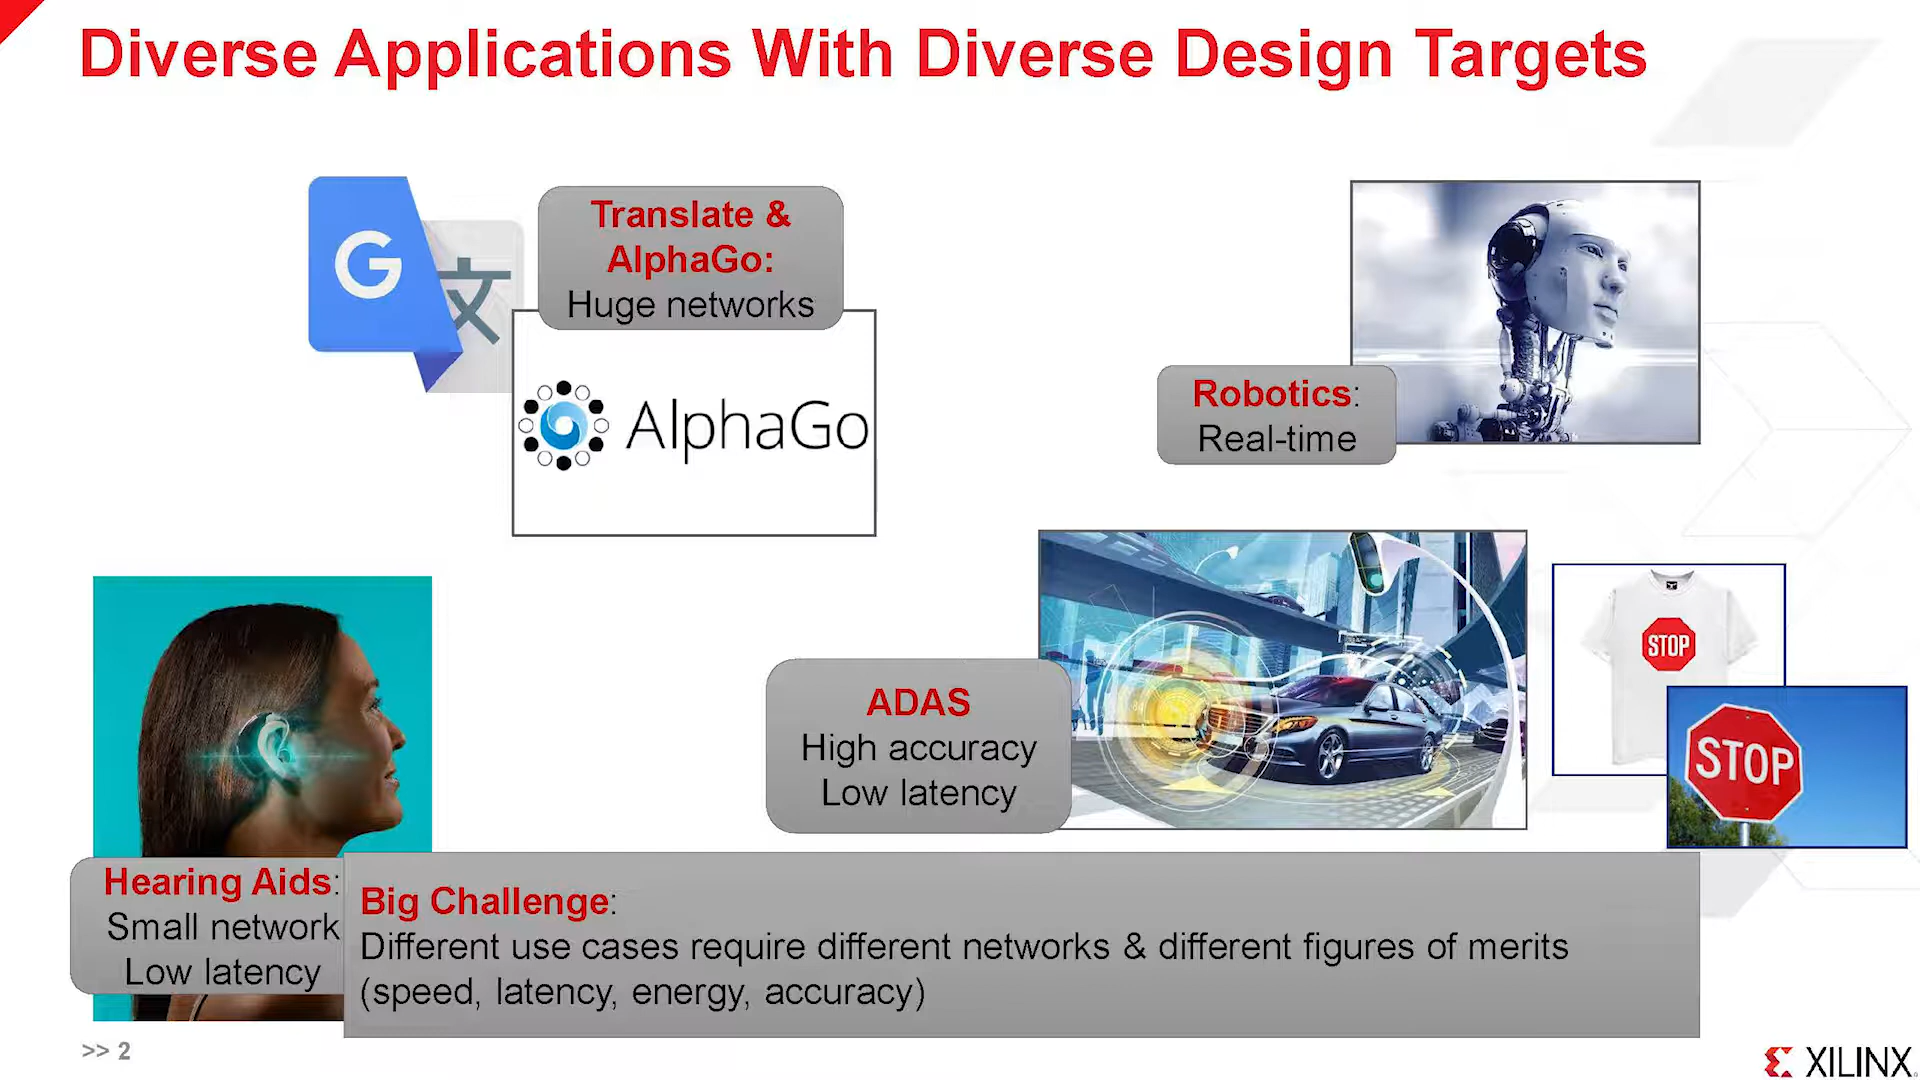 Diverse Applications With Diverse Design Targets
G
文
Translate &
AlphaGo:
Huge networks
AlphaGo
Robotics:
Real-time
ADAS
High accuracy
Low latency
STOP
STOP
Hearing Aids:
Small network
Low latency
Big Challenge:
Different use cases require different networks & different figures of merits
(speed, latency, energy, accuracy)
>> 2
XILINX